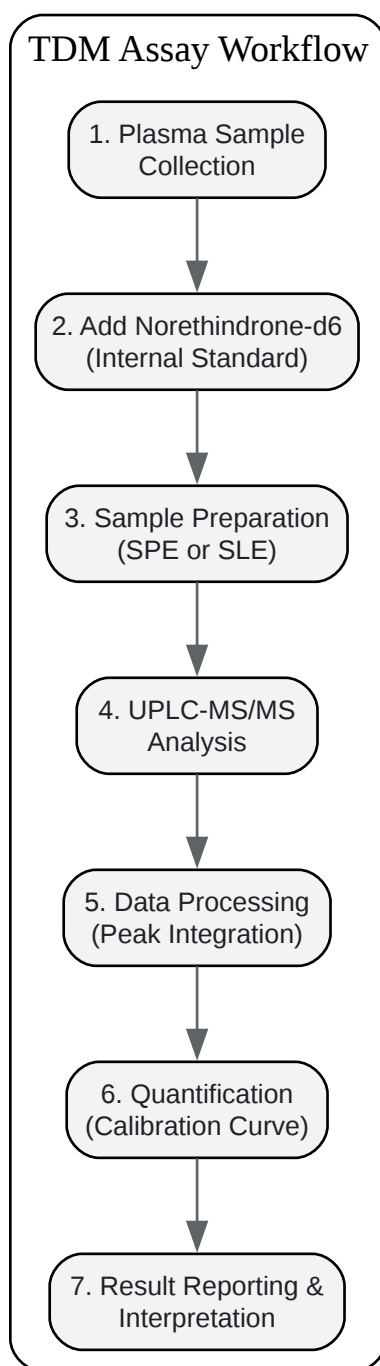 TDM Assay Workflow
1. Plasma Sample
Collection
2. Add Norethindrone-d6
(Internal Standard)
3. Sample Preparation
(SPE or SLE)
4. UPLC-MS/MS
Analysis
5. Data Processing
(Peak Integration)
6. Quantification
(Calibration Curve)
7. Result Reporting &
Interpretation